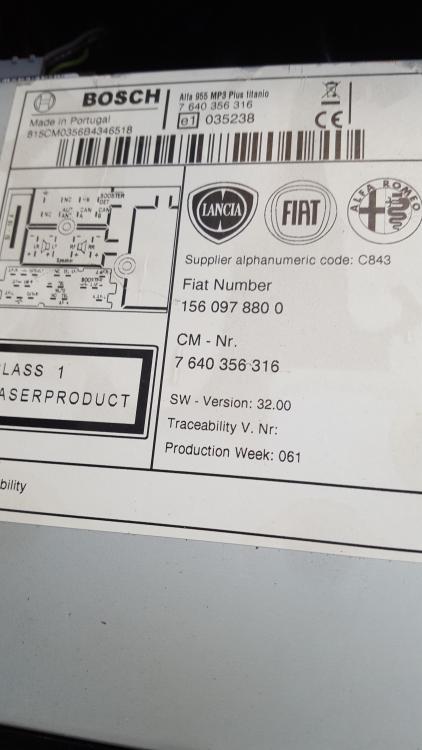 BOSCH
Alfa 955 MP3 Plus titanio
7 640 356 316
Made in Portugal
e1 035238
CE
815CM0356B4346518
LANCIA
FIAT
ALFA ROMEO
BOOSTER
Supplier alphanumeric code: C843
Fiat Number
156 097 880 0
CM - Nr.
7 640 356 316
LASS 1
ASERPRODUCT
SW - Version: 32.00
Traceability V. Nr:
Production Week: 061
bility